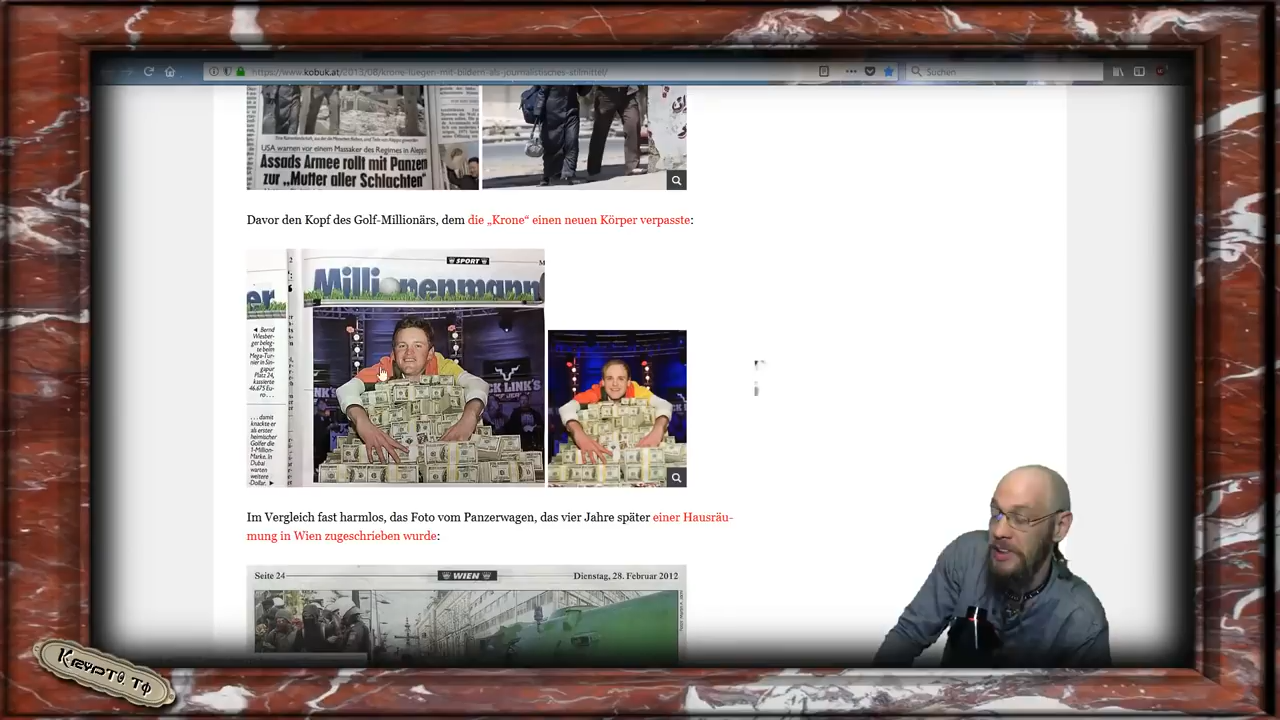 https://www.kobuk.at/2013/08/krone-luegen-mit-bildern-als-journalistisches-stilmittel/
Suchen
USA warnen vor einem Massaker des Regimes in Aleppo
Assads Armee rollt mit Panzern
zur „Mutter aller Schlachten“
Davor den Kopf des Golf-Millionärs, dem die „Krone“ einen neuen Körper verpasste:
SPORT
er
Millionenmann
◄ Bernd
Wiesber-
ger beleg-
te beim
Mega-Tur-
nier in Sin-
gapur
Platz 24,
kassierte
46.675 Eu-
ro . . .
. . . damit
knackte er
als erster
heimischer
Golfer die
1-Million-
Marke. In
Dubai
warten
weitere
Dollar. ►
CK LINK'S
Im Vergleich fast harmlos, das Foto vom Panzerwagen, das vier Jahre später einer Hausräu-
mung in Wien zugeschrieben wurde:
Seite 24
WIEN
Dienstag, 28. Februar 2012
Krypto.Tφ